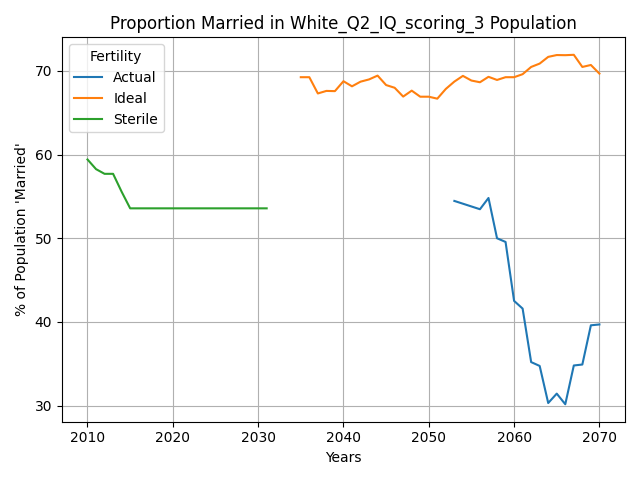 Proportion Married in White_Q2_IQ_scoring_3 Population
Fertility
Actual
Ideal
Sterile
% of Population 'Married'
70
60
50
40
30
2010 2020 2030 2040 2050 2060 2070
Years